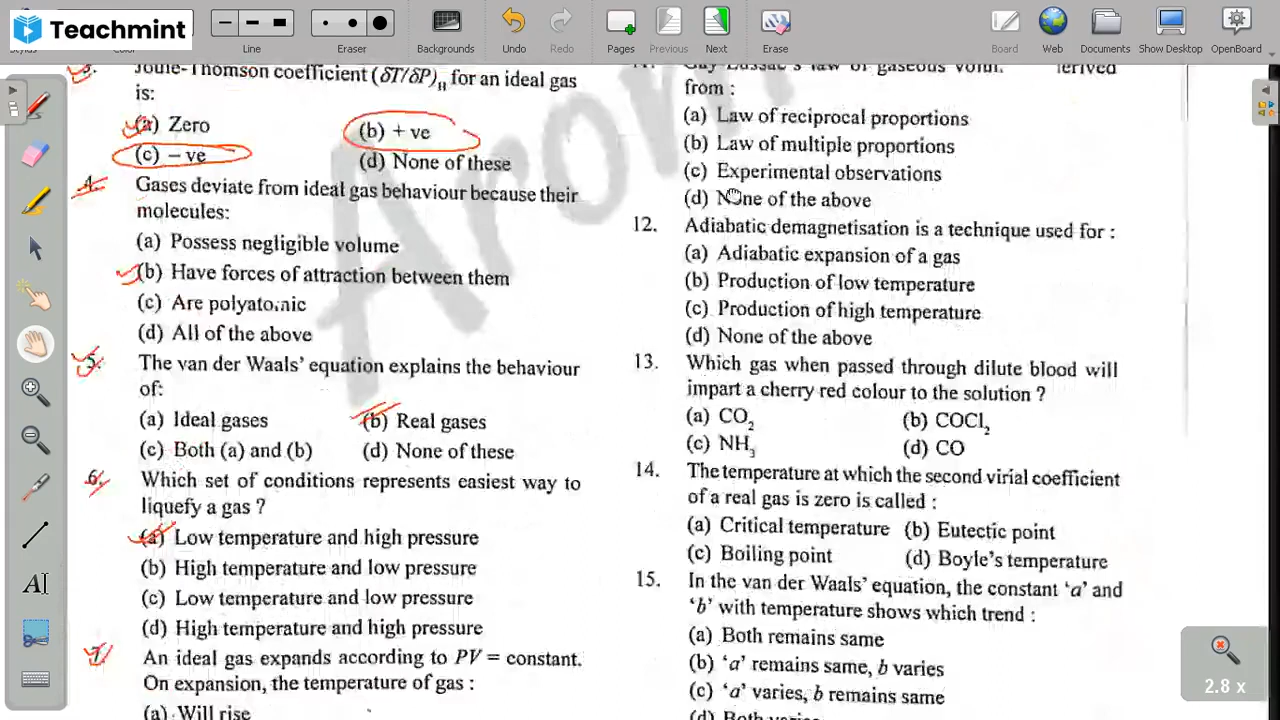 Teachmint
Color
Line
Eraser
Backgrounds
Undo
Redo
Pages
Previous
Next
Erase
Board
Web
Documents
Show Desktop
OpenBoard
Joule-Thomson coefficient (δT/δP)H for an ideal gas
is:
(a) Zero
(b) + ve
(c) – ve
(d) None of these
4. Gases deviate from ideal gas behaviour because their
molecules:
(a) Possess negligible volume
(b) Have forces of attraction between them
(c) Are polyatomic
(d) All of the above
5. The van der Waals' equation explains the behaviour
of:
(a) Ideal gases
(b) Real gases
(c) Both (a) and (b)
(d) None of these
6. Which set of conditions represents easiest way to
liquefy a gas ?
(a) Low temperature and high pressure
(b) High temperature and low pressure
(c) Low temperature and low pressure
(d) High temperature and high pressure
7. An ideal gas expands according to PV = constant.
On expansion, the temperature of gas :
(a) Will rise
Gay Lussac's law of gaseous derived
from :
(a) Law of reciprocal proportions
(b) Law of multiple proportions
(c) Experimental observations
(d) None of the above
12. Adiabatic demagnetisation is a technique used for :
(a) Adiabatic expansion of a gas
(b) Production of low temperature
(c) Production of high temperature
(d) None of the above
13. Which gas when passed through dilute blood will
impart a cherry red colour to the solution ?
(a) CO₂
(b) COCl₂
(c) NH₃
(d) CO
14. The temperature at which the second virial coefficient
of a real gas is zero is called :
(a) Critical temperature
(b) Eutectic point
(c) Boiling point
(d) Boyle's temperature
15. In the van der Waals' equation, the constant 'a' and
'b' with temperature shows which trend :
(a) Both remains same
(b) 'a' remains same, b varies
(c) 'a' varies, b remains same
(d) Both varies
Arom
2.8 x